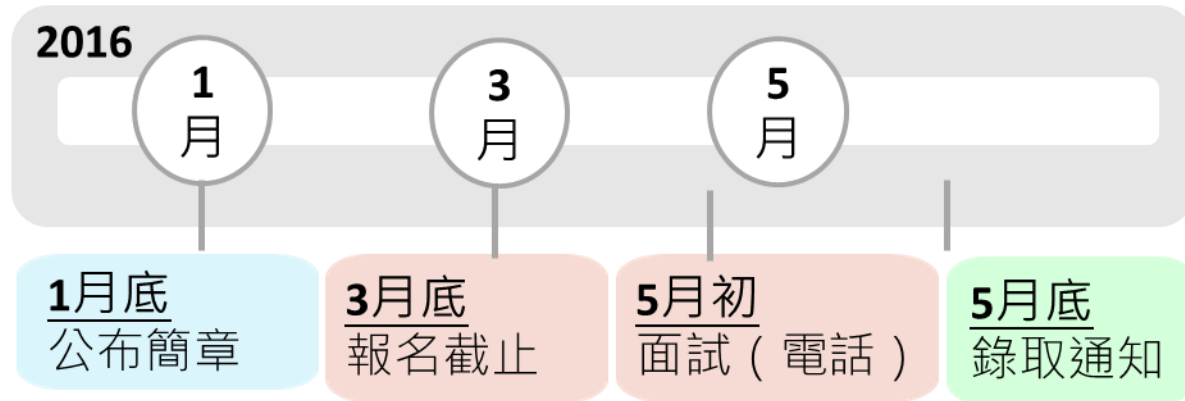 2016
1
月
3
月
5
月
1月底
公布簡章
3月底
報名截止
5月初
面試（電話）
5月底
錄取通知